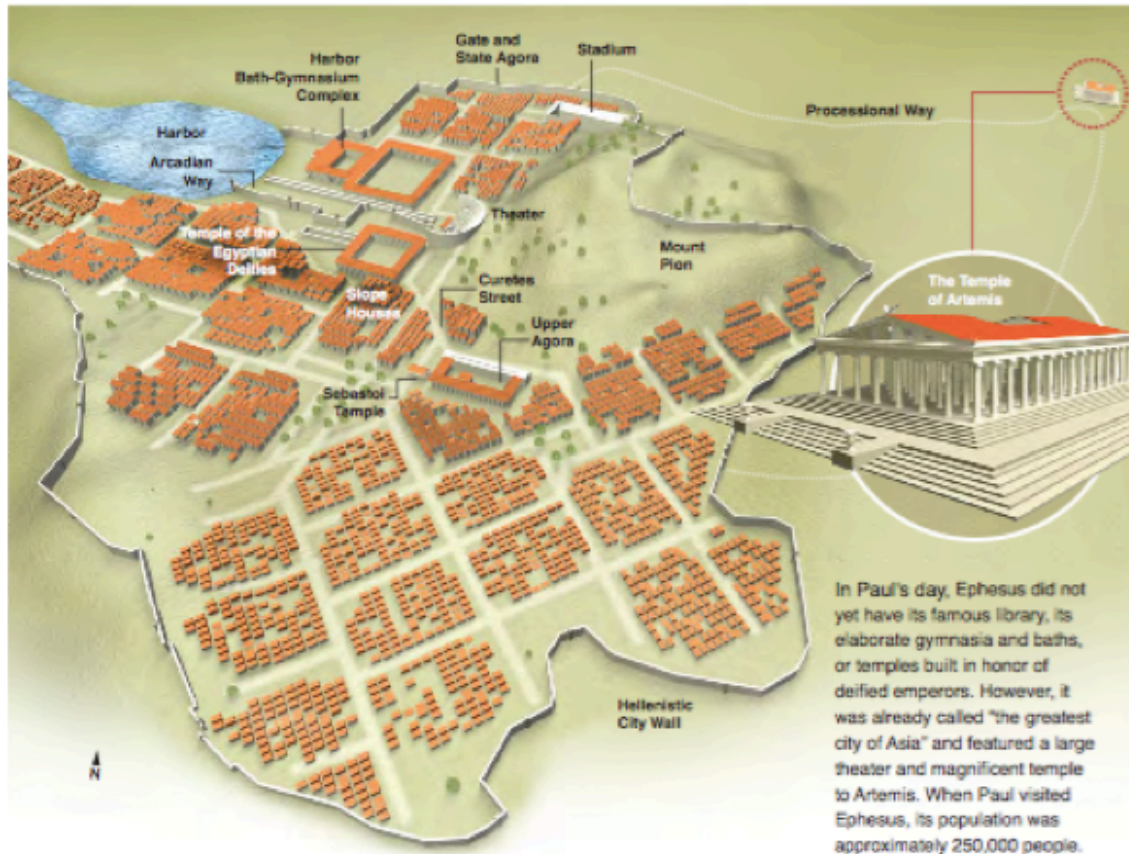 Gate and
State Agora
Stadium
Harbor
Bath-Gymnasium
Complex
Processional Way
Harbor
Arcadian
Way
Theater
Temple of the
Egyptian
Deities
Mount
Pion
Curetes
Street
Slope
Houses
The Temple
of Artemis
Upper
Agora
Sebastoi
Temple
In Paul's day, Ephesus did not
yet have its famous library, its
elaborate gymnasia and baths,
or temples built in honor of
deified emperors. However, it
was already called "the greatest
city of Asia" and featured a large
theater and magnificent temple
to Artemis. When Paul visited
Ephesus, its population was
approximately 250,000 people.
Hellenistic
City Wall
N